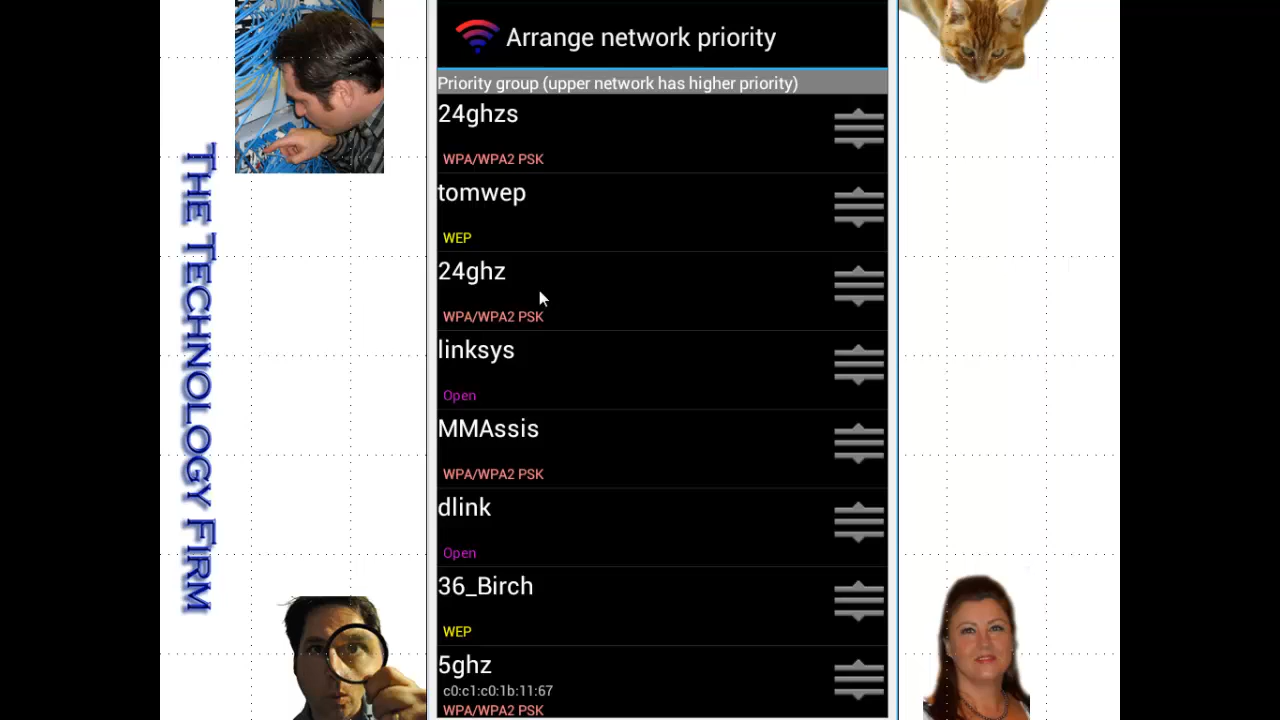 THE TECHNOLOGY FIRM
Arrange network priority
Priority group (upper network has higher priority)
24ghzs
WPA/WPA2 PSK
tomwep
WEP
24ghz
WPA/WPA2 PSK
linksys
Open
MMAssis
WPA/WPA2 PSK
dlink
Open
36_Birch
WEP
5ghz
c0:c1:c0:1b:11:67
WPA/WPA2 PSK